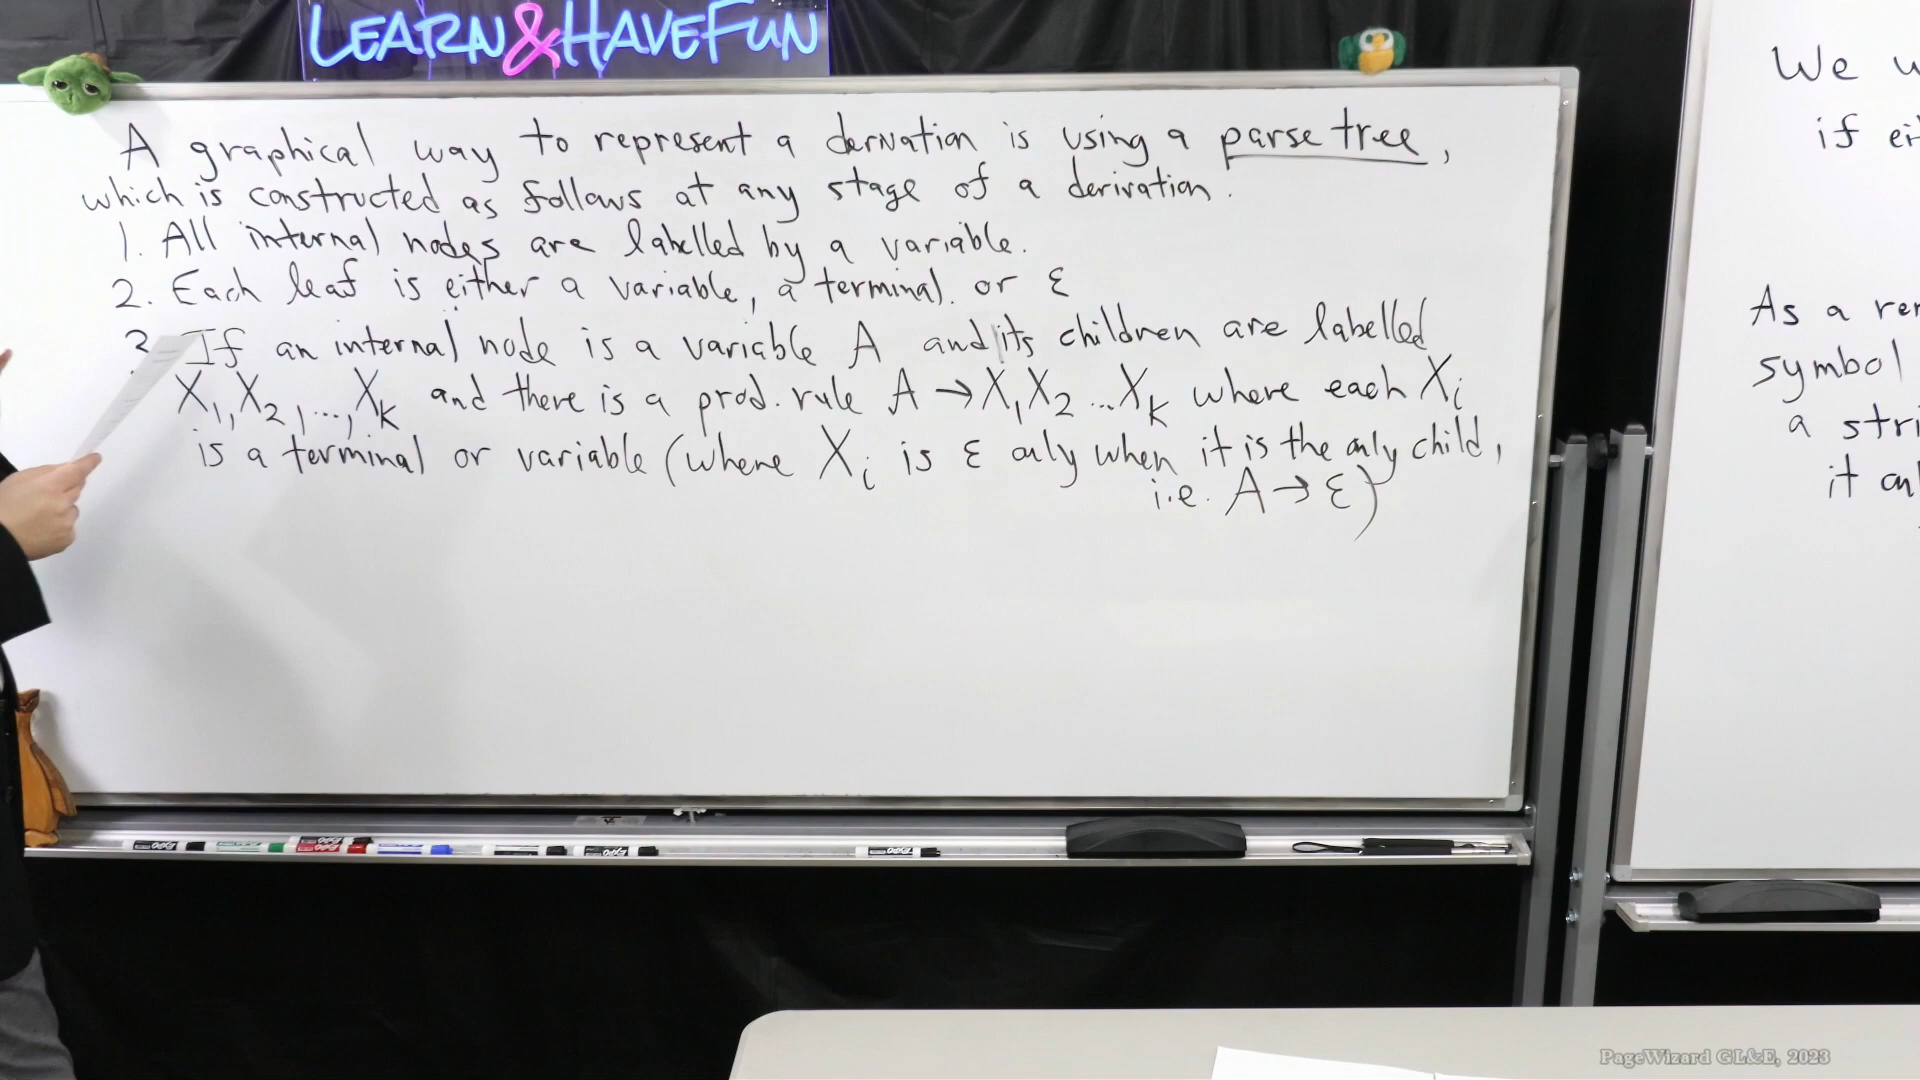 LEARN&HAVEFUN
A graphical way to represent a derivation is using a parse tree,
which is constructed as follows at any stage of a derivation.
1. All internal nodes are labelled by a variable.
2. Each leaf is either a variable, a terminal. or ε
3. If an internal node is a variable A and its children are labelled
X₁, X₂, ..., Xₖ and there is a prod. rule A → X₁X₂...Xₖ where each Xᵢ
is a terminal or variable (where Xᵢ is ε only when it is the only child,
i.e. A → ε)
We
if
As a
symbol
a
it
EXPO
EXPO
EXPO
EXPO
PageWizard GL&E, 2023